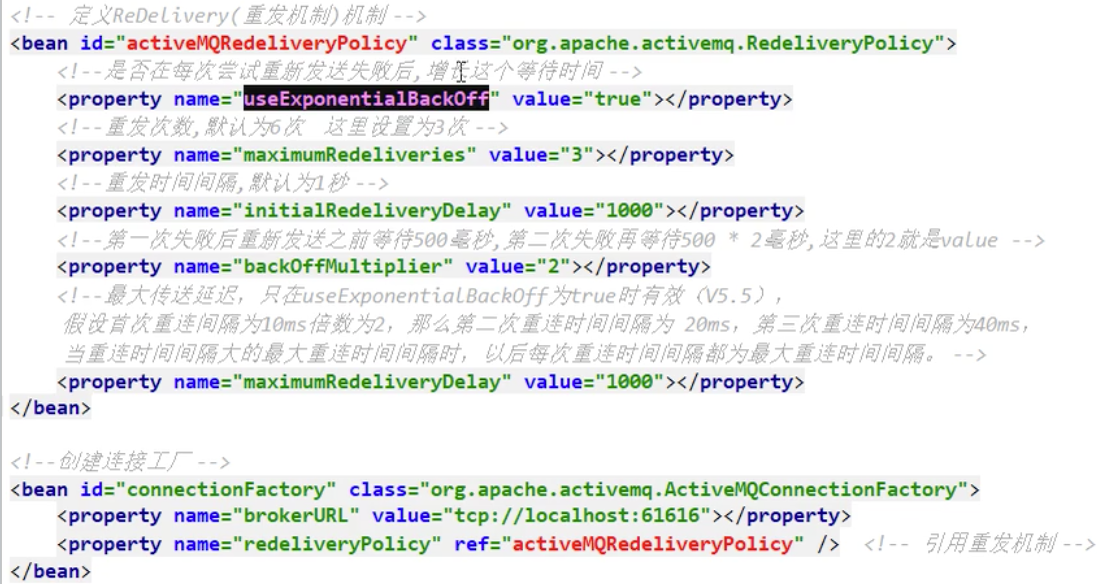 <!-- 定义ReDelivery(重发机制)机制 -->
<bean id="activeMQRedeliveryPolicy" class="org.apache.activemq.RedeliveryPolicy">
<!--是否在每次尝试重新发送失败后,增长这个等待时间 -->
<property name="useExponentialBackOff" value="true"></property>
<!--重发次数,默认为6次 这里设置为3次 -->
<property name="maximumRedeliveries" value="3"></property>
<!--重发时间间隔,默认为1秒 -->
<property name="initialRedeliveryDelay" value="1000"></property>
<!--第一次失败后重新发送之前等待500毫秒,第二次失败再等待500 * 2毫秒,这里的2就是value -->
<property name="backOffMultiplier" value="2"></property>
<!--最大传送延迟，只在useExponentialBackOff为true时有效（V5.5），
假设首次重连间隔为10ms倍数为2，那么第二次重连时间间隔为 20ms，第三次重连时间间隔为40ms，
当重连时间间隔大的最大重连时间间隔时，以后每次重连时间间隔都为最大重连时间间隔。-->
<property name="maximumRedeliveryDelay" value="1000"></property>
</bean>
<!--创建连接工厂 -->
<bean id="connectionFactory" class="org.apache.activemq.ActiveMQConnectionFactory">
<property name="brokerURL" value="tcp://localhost:61616"></property>
<property name="redeliveryPolicy" ref="activeMQRedeliveryPolicy" /> <!-- 引用重发机制 -->
</bean>